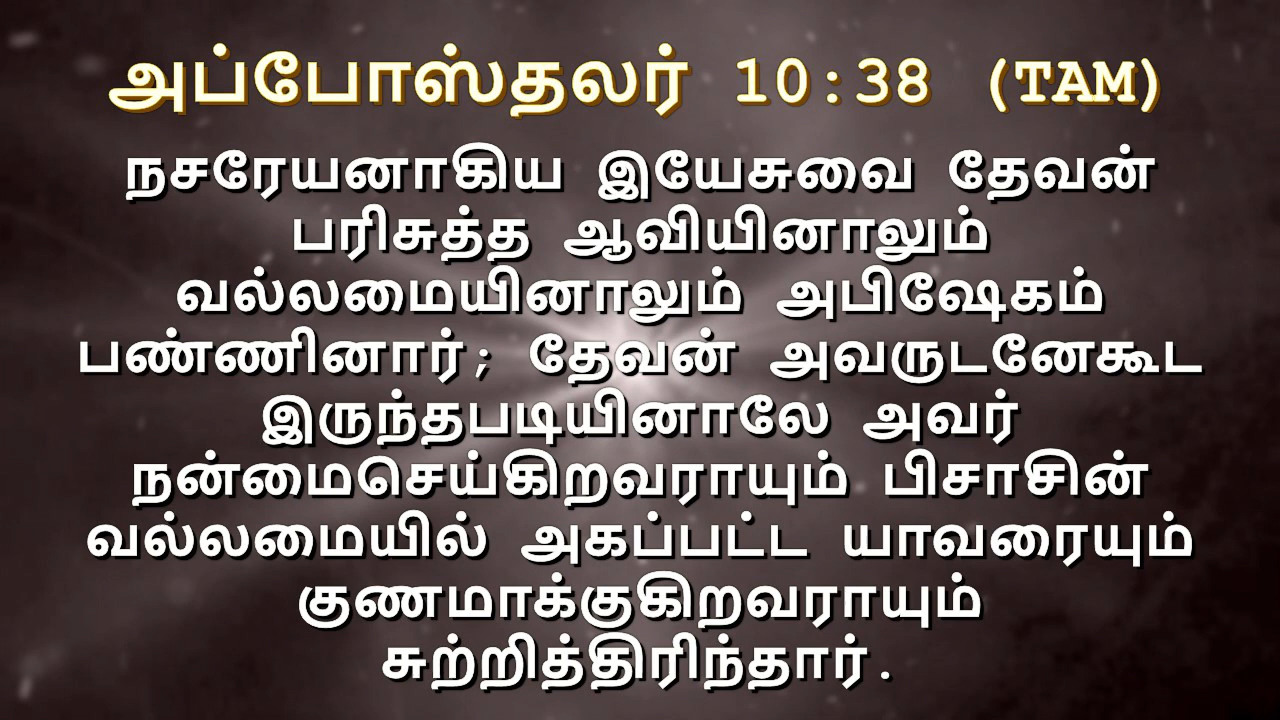 அப்போஸ்தலர் 10:38 (TAM)
நசரேயனாகிய இயேசுவை தேவன்
பரிசுத்த ஆவியினாலும்
வல்லமையினாலும் அபிஷேகம்
பண்ணினார்; தேவன் அவருடனேகூட
இருந்தபடியினாலே அவர்
நன்மைசெய்கிறவராயும் பிசாசின்
வல்லமையில் அகப்பட்ட யாவரையும்
குணமாக்குகிறவராயும்
சுற்றித்திரிந்தார்.